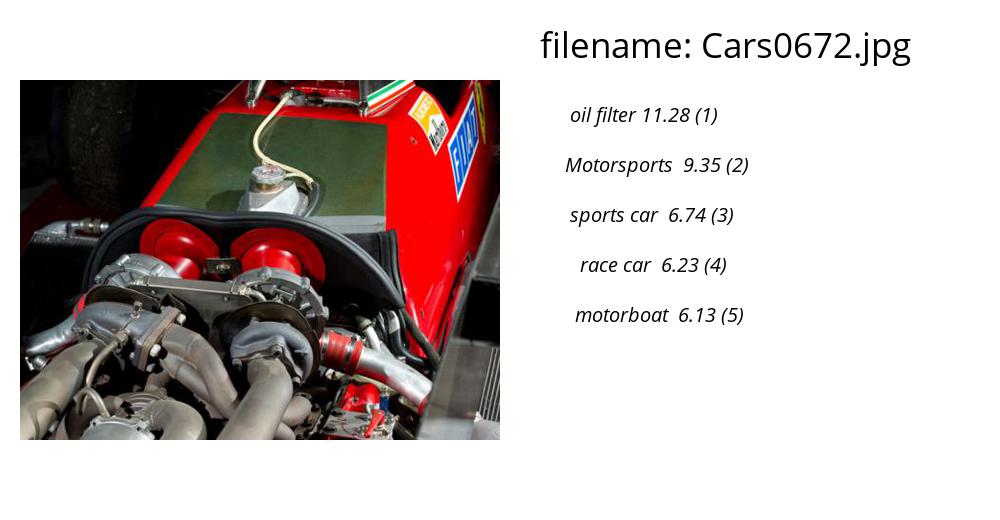 filename: Cars0672.jpg
oil filter 11.28 (1)
Motorsports 9.35 (2)
sports car 6.74 (3)
race car 6.23 (4)
motorboat 6.13 (5)
Marlboro
FIAT